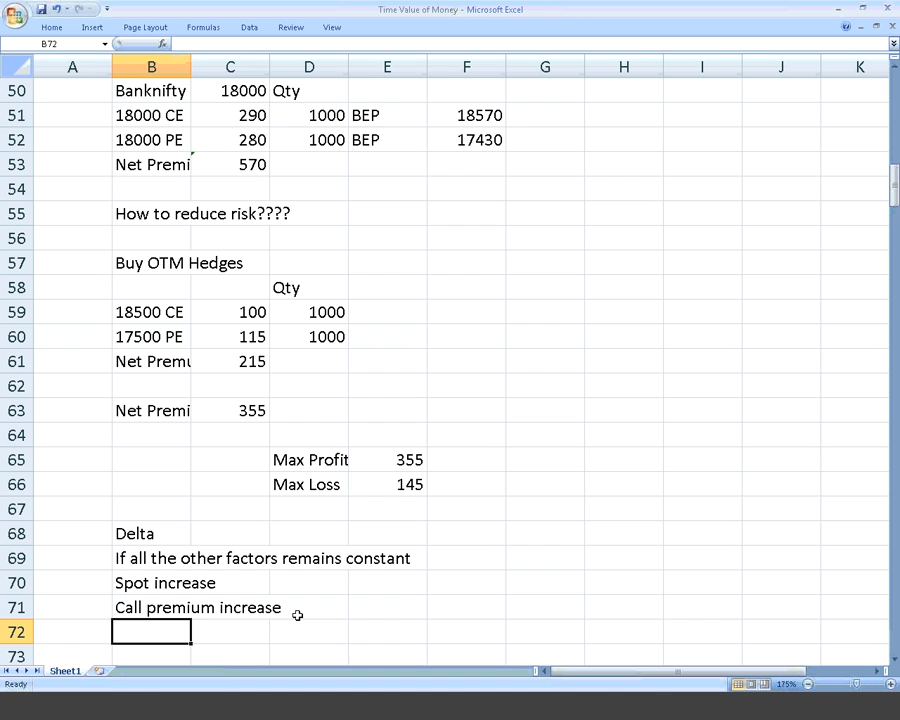 Time Value of Money - Microsoft Excel
Home Insert Page Layout Formulas Data Review View
B72 fx
A B C D E F G H I J K
50 Banknifty 18000 Qty
51 18000 CE 290 1000 BEP 18570
52 18000 PE 280 1000 BEP 17430
53 Net Premi 570
54
55 How to reduce risk????
56
57 Buy OTM Hedges
58 Qty
59 18500 CE 100 1000
60 17500 PE 115 1000
61 Net Premu 215
62
63 Net Premi 355
64
65 Max Profit 355
66 Max Loss 145
67
68 Delta
69 If all the other factors remains constant
70 Spot increase
71 Call premium increase
72
73
Sheet1
Ready 175%